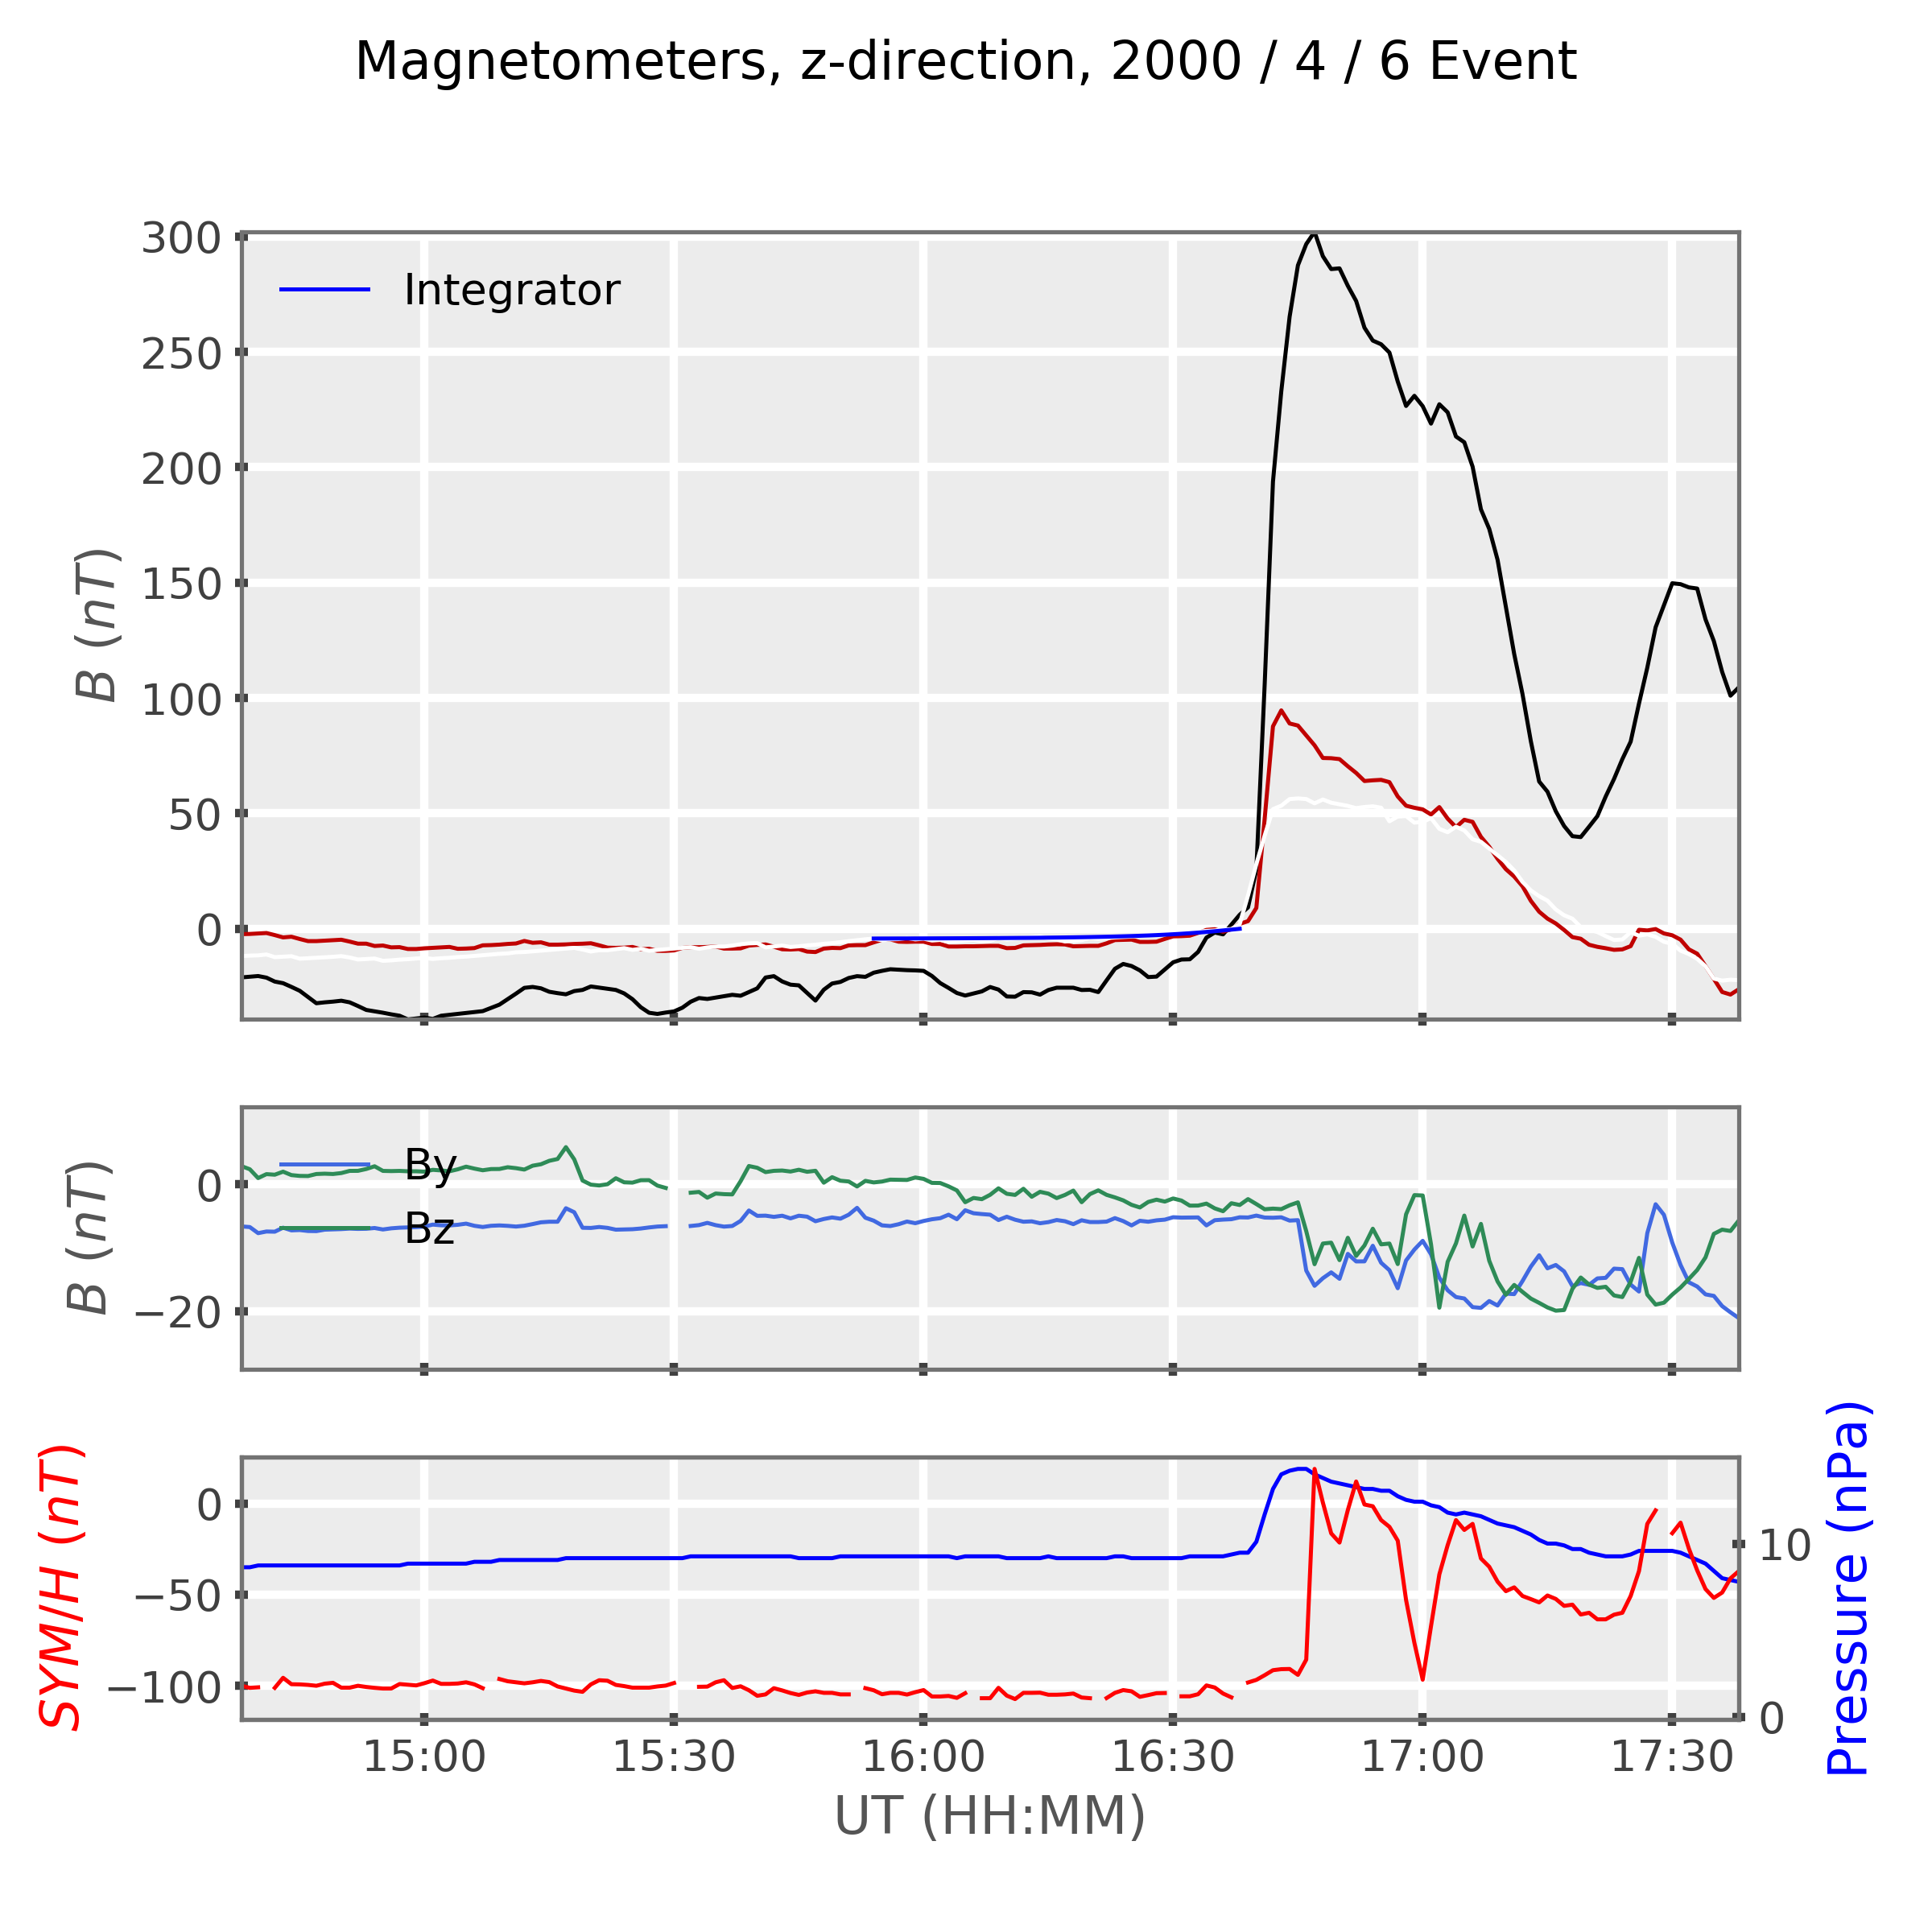 Magnetometers, z-direction, 2000 / 4 / 6 Event
300
250
200
150
100
50
0
B (nT)
Integrator
0
−20
B (nT)
By
Bz
0
−50
−100
SYM/H (nT)
10
0
Pressure (nPa)
15:00 15:30 16:00 16:30 17:00 17:30
UT (HH:MM)